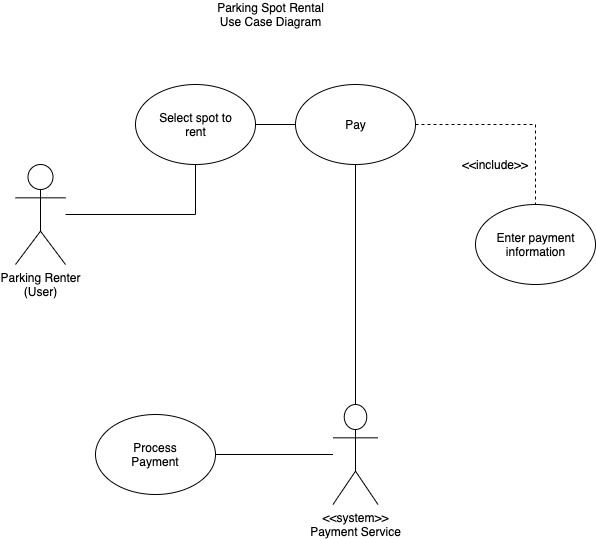 Parking Spot Rental
Use Case Diagram
Select spot to
rent
Pay
<<include>>
Enter payment
information
Parking Renter
(User)
Process
Payment
<<system>>
Payment Service